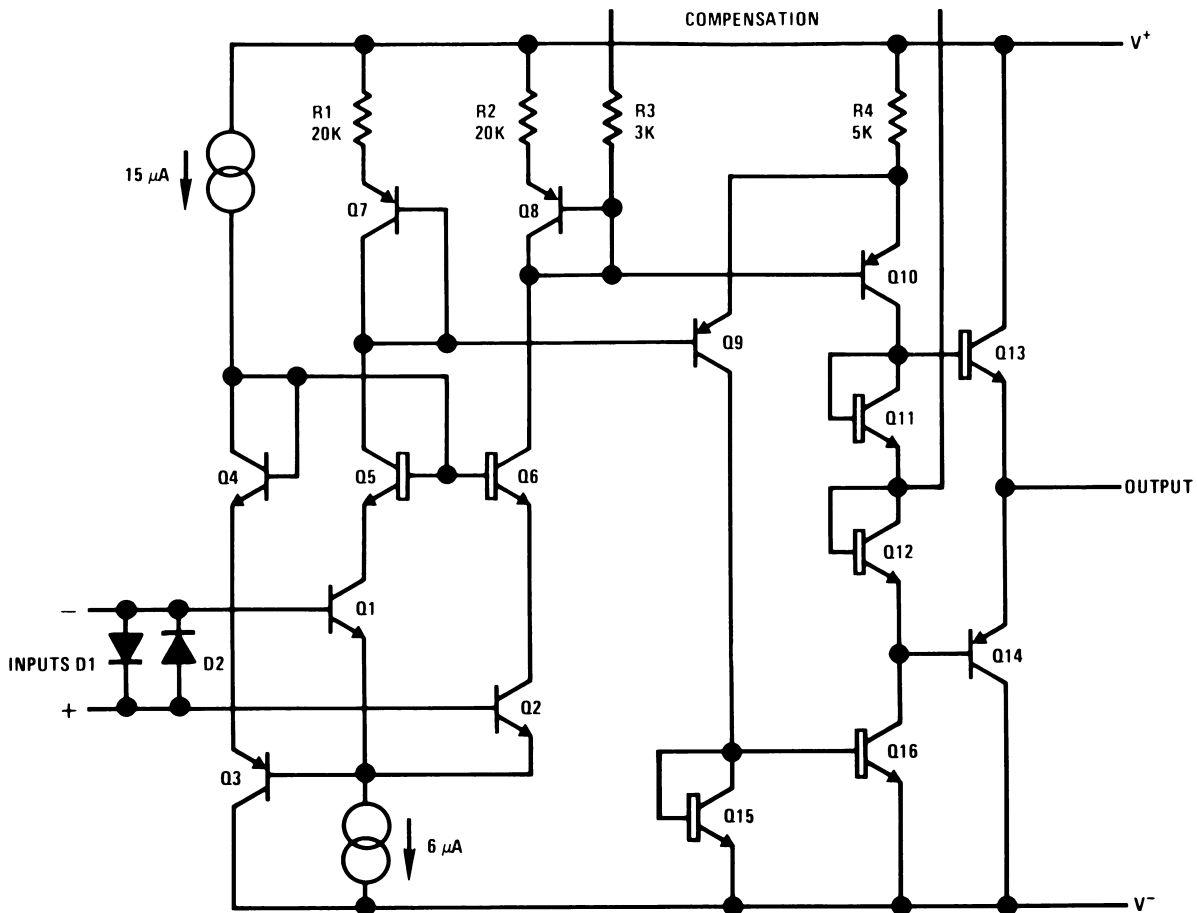 COMPENSATION
V+
R1
20K
R2
20K
R3
3K
R4
5K
15 μA
Q7
Q8
Q10
Q9
Q13
Q11
Q4
Q5
Q6
OUTPUT
Q12
−
Q1
INPUTS D1
D2
Q14
+
Q2
Q3
Q16
Q15
6 μA
V−